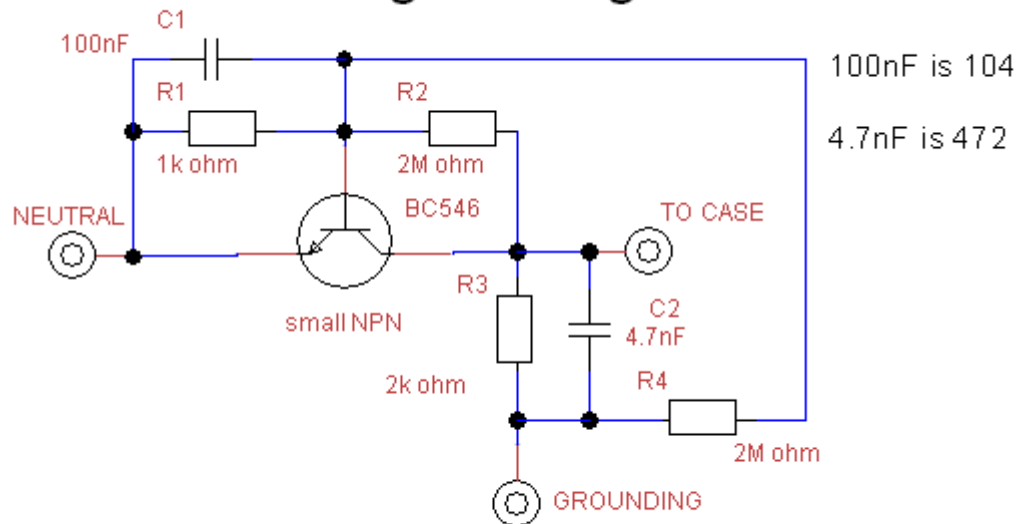 C1
100nF
100nF is 104
R1
R2
4.7nF is 472
1k ohm
2M ohm
BC546
NEUTRAL
TO CASE
R3
C2
small NPN
4.7nF
2k ohm
R4
2M ohm
GROUNDING